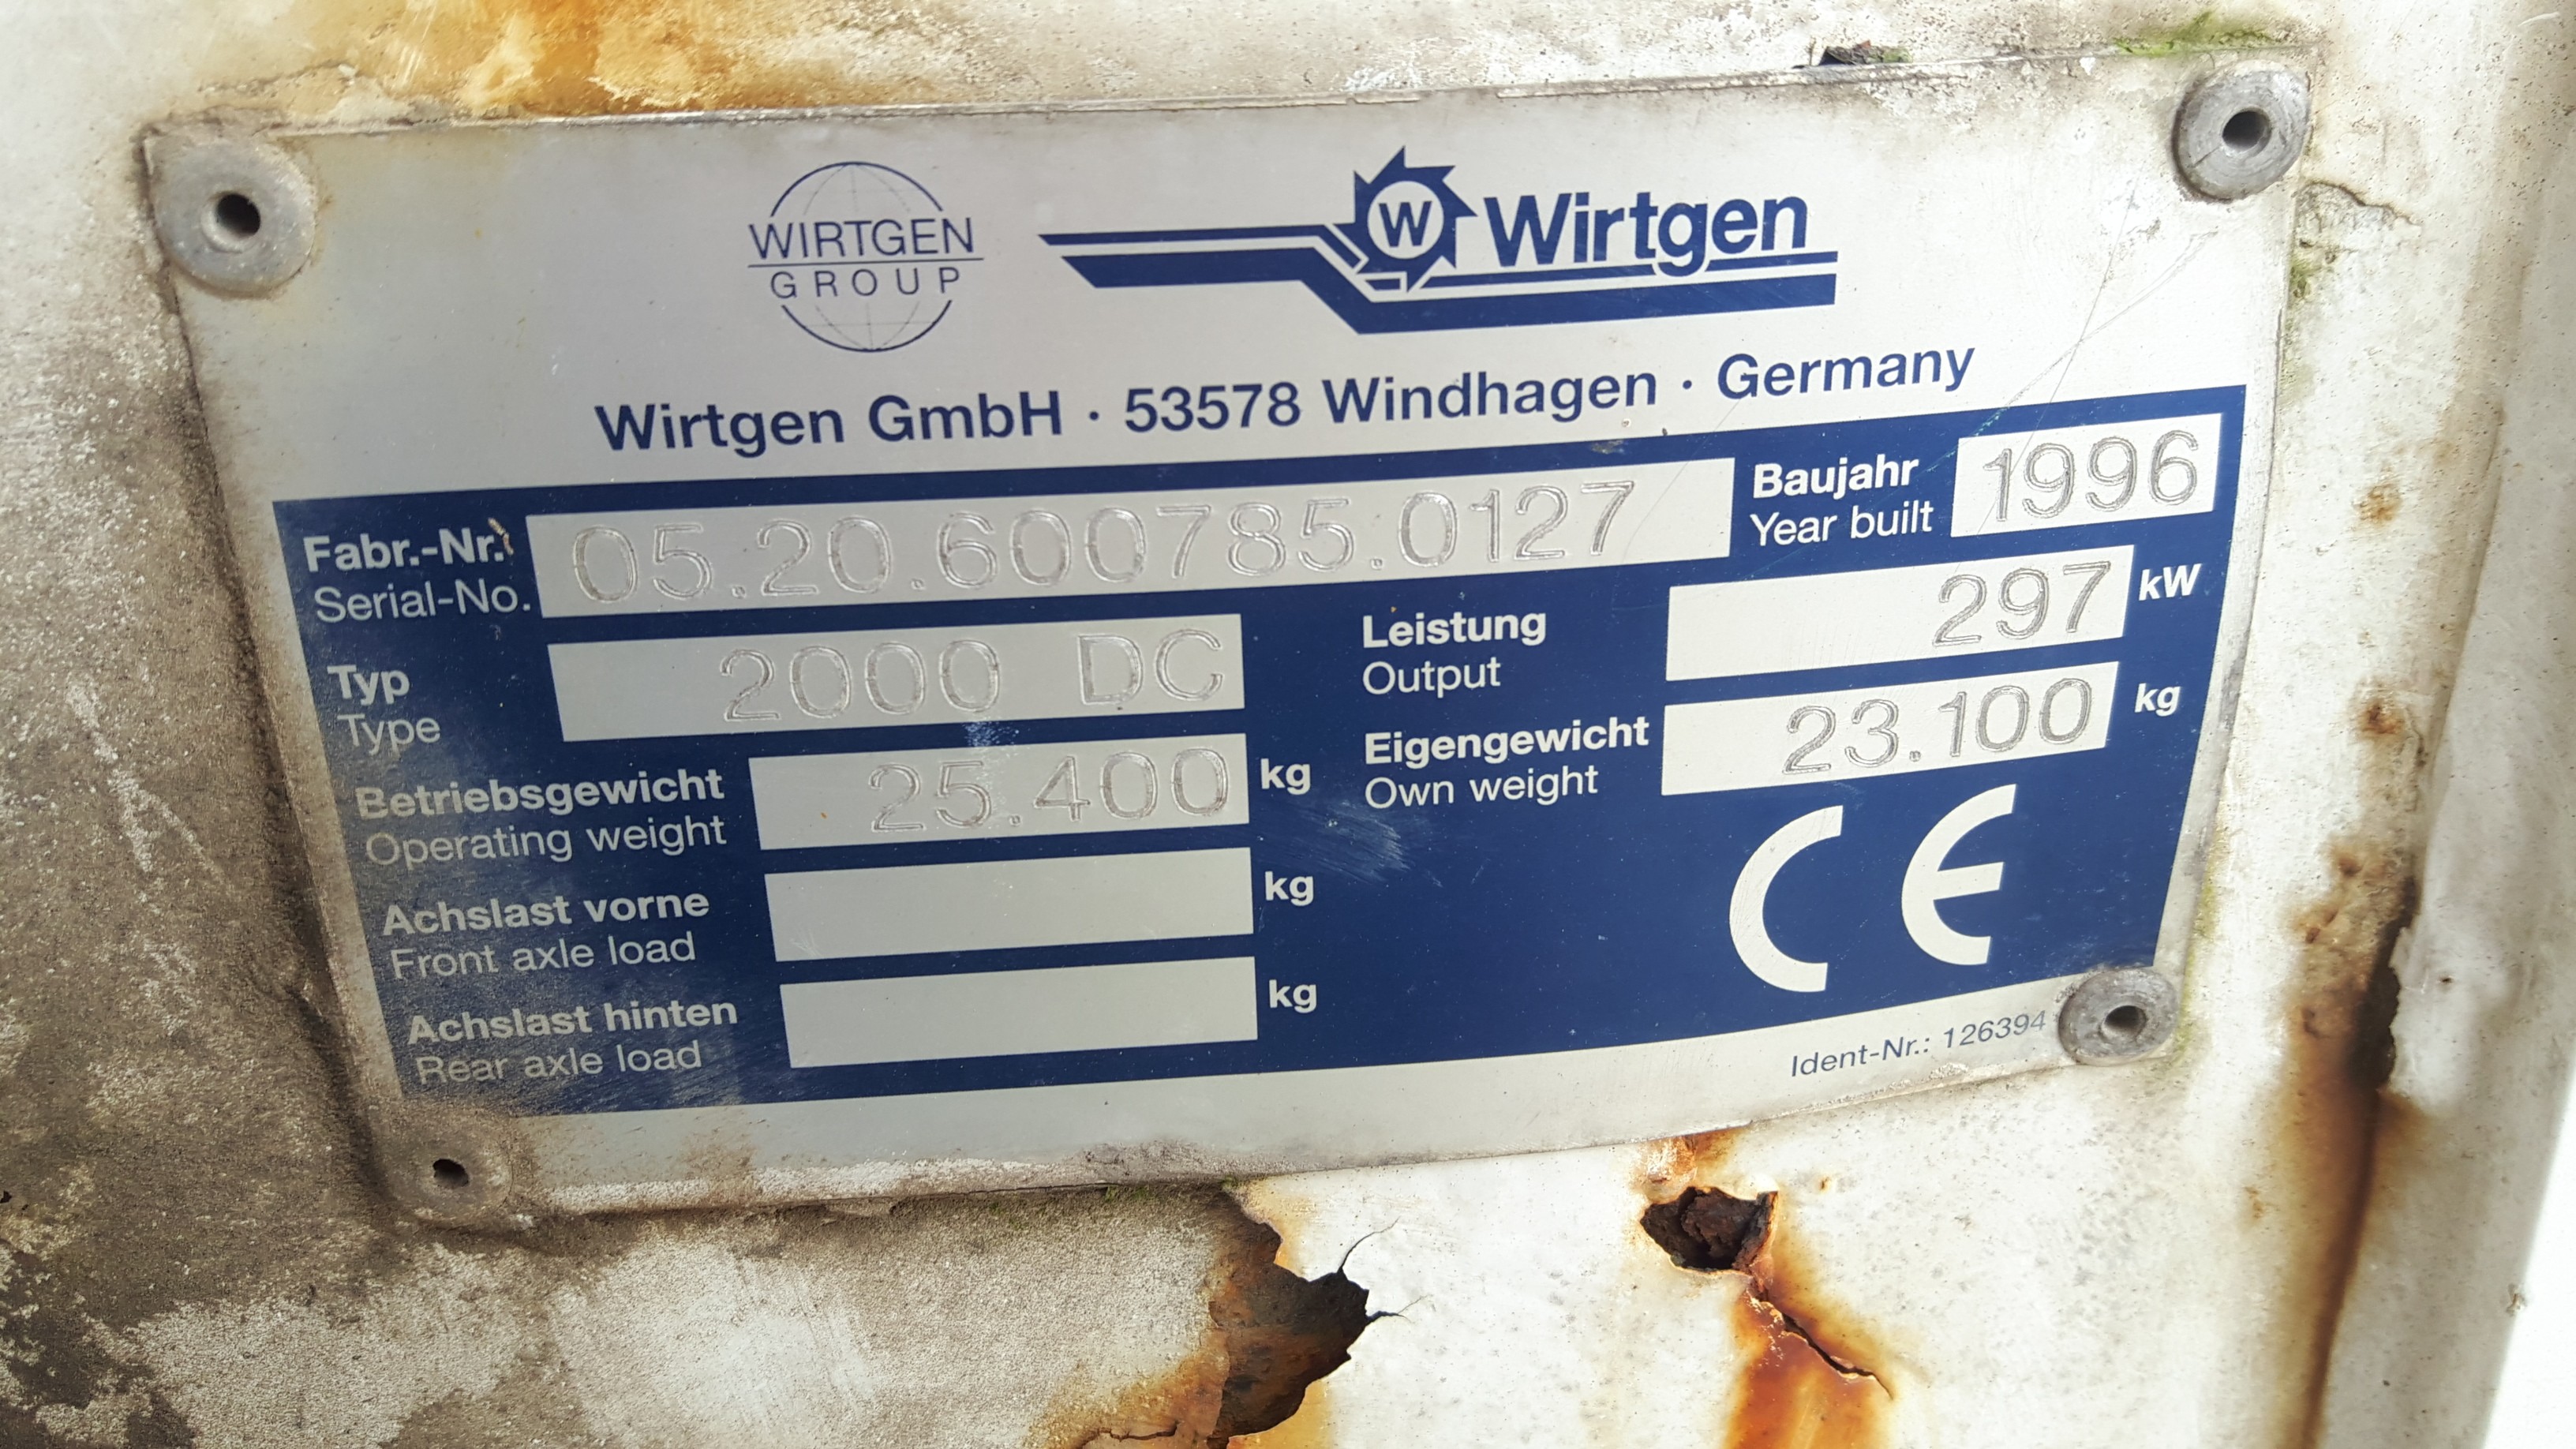 WIRTGEN
GROUP
W Wirtgen
Wirtgen GmbH · 53578 Windhagen · Germany
Fabr.-Nr. 05.20.600785.0127 Baujahr 1996
Serial-No. Year built
Typ 2000 DC Leistung 297 kW
Type Output
Betriebsgewicht 25.400 kg Eigengewicht 23.100 kg
Operating weight Own weight
Achslast vorne kg
Front axle load
CE
Achslast hinten kg
Rear axle load
Ident-Nr.: 126394